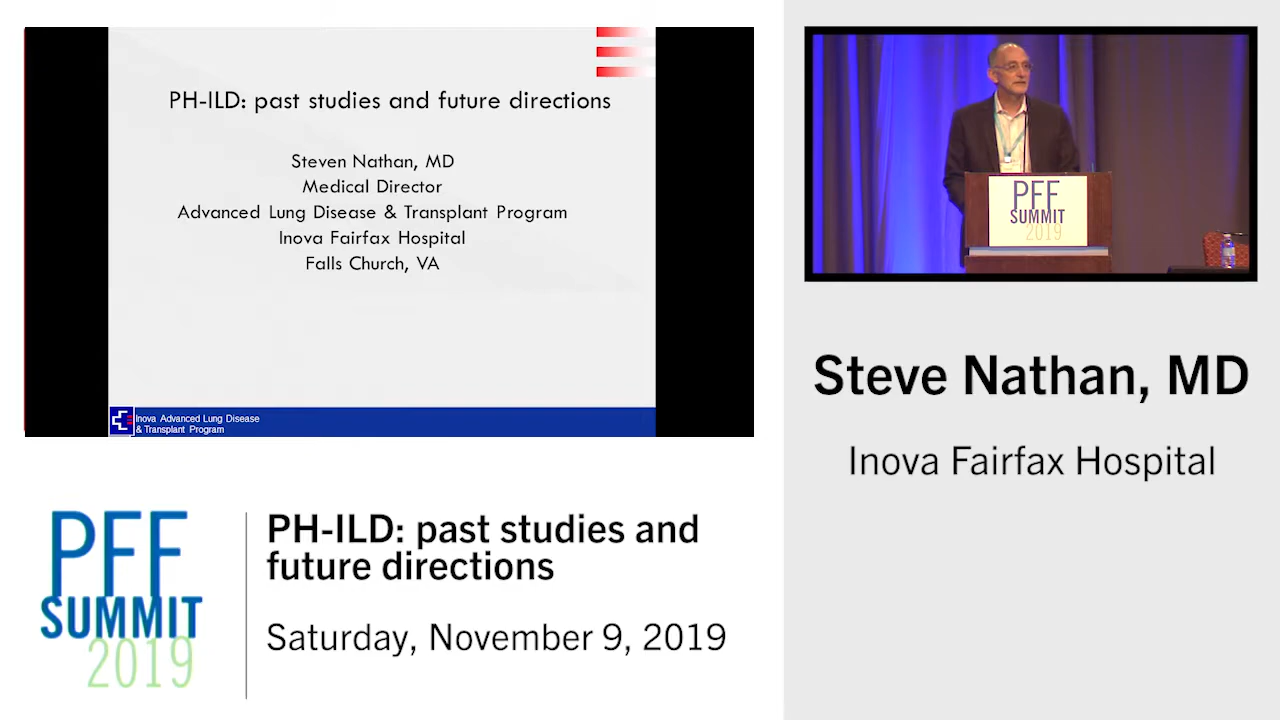 PH-ILD: past studies and future directions
Steven Nathan, MD
Medical Director
Advanced Lung Disease & Transplant Program
Inova Fairfax Hospital
Falls Church, VA
Inova Advanced Lung Disease
& Transplant Program
PFF
SUMMIT
2019
Steve Nathan, MD
Inova Fairfax Hospital
PFF
SUMMIT
2019
PH-ILD: past studies and
future directions
Saturday, November 9, 2019